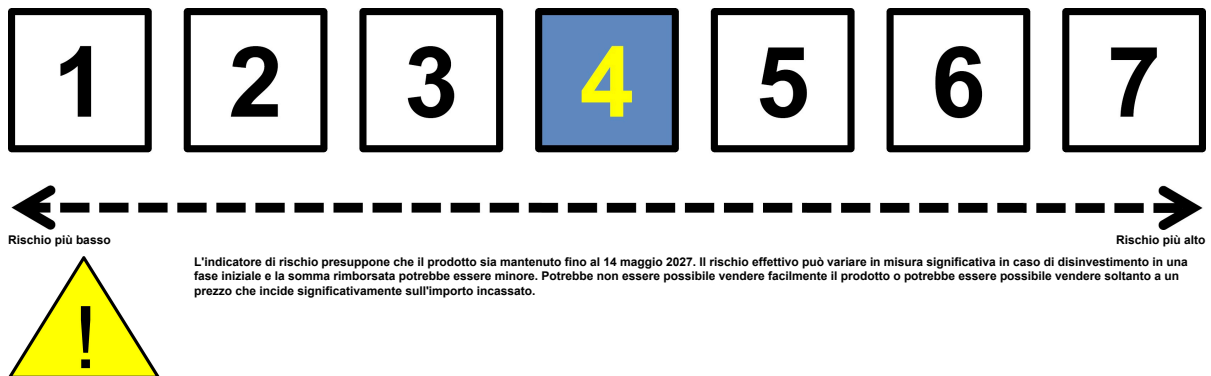 1 2 3 4 5 6 7
Rischio più basso Rischio più alto
L'indicatore di rischio presuppone che il prodotto sia mantenuto fino al 14 maggio 2027. Il rischio effettivo può variare in misura significativa in caso di disinvestimento in una
fase iniziale e la somma rimborsata potrebbe essere minore. Potrebbe non essere possibile vendere facilmente il prodotto o potrebbe essere possibile vendere soltanto a un
prezzo che incide significativamente sull'importo incassato.
!